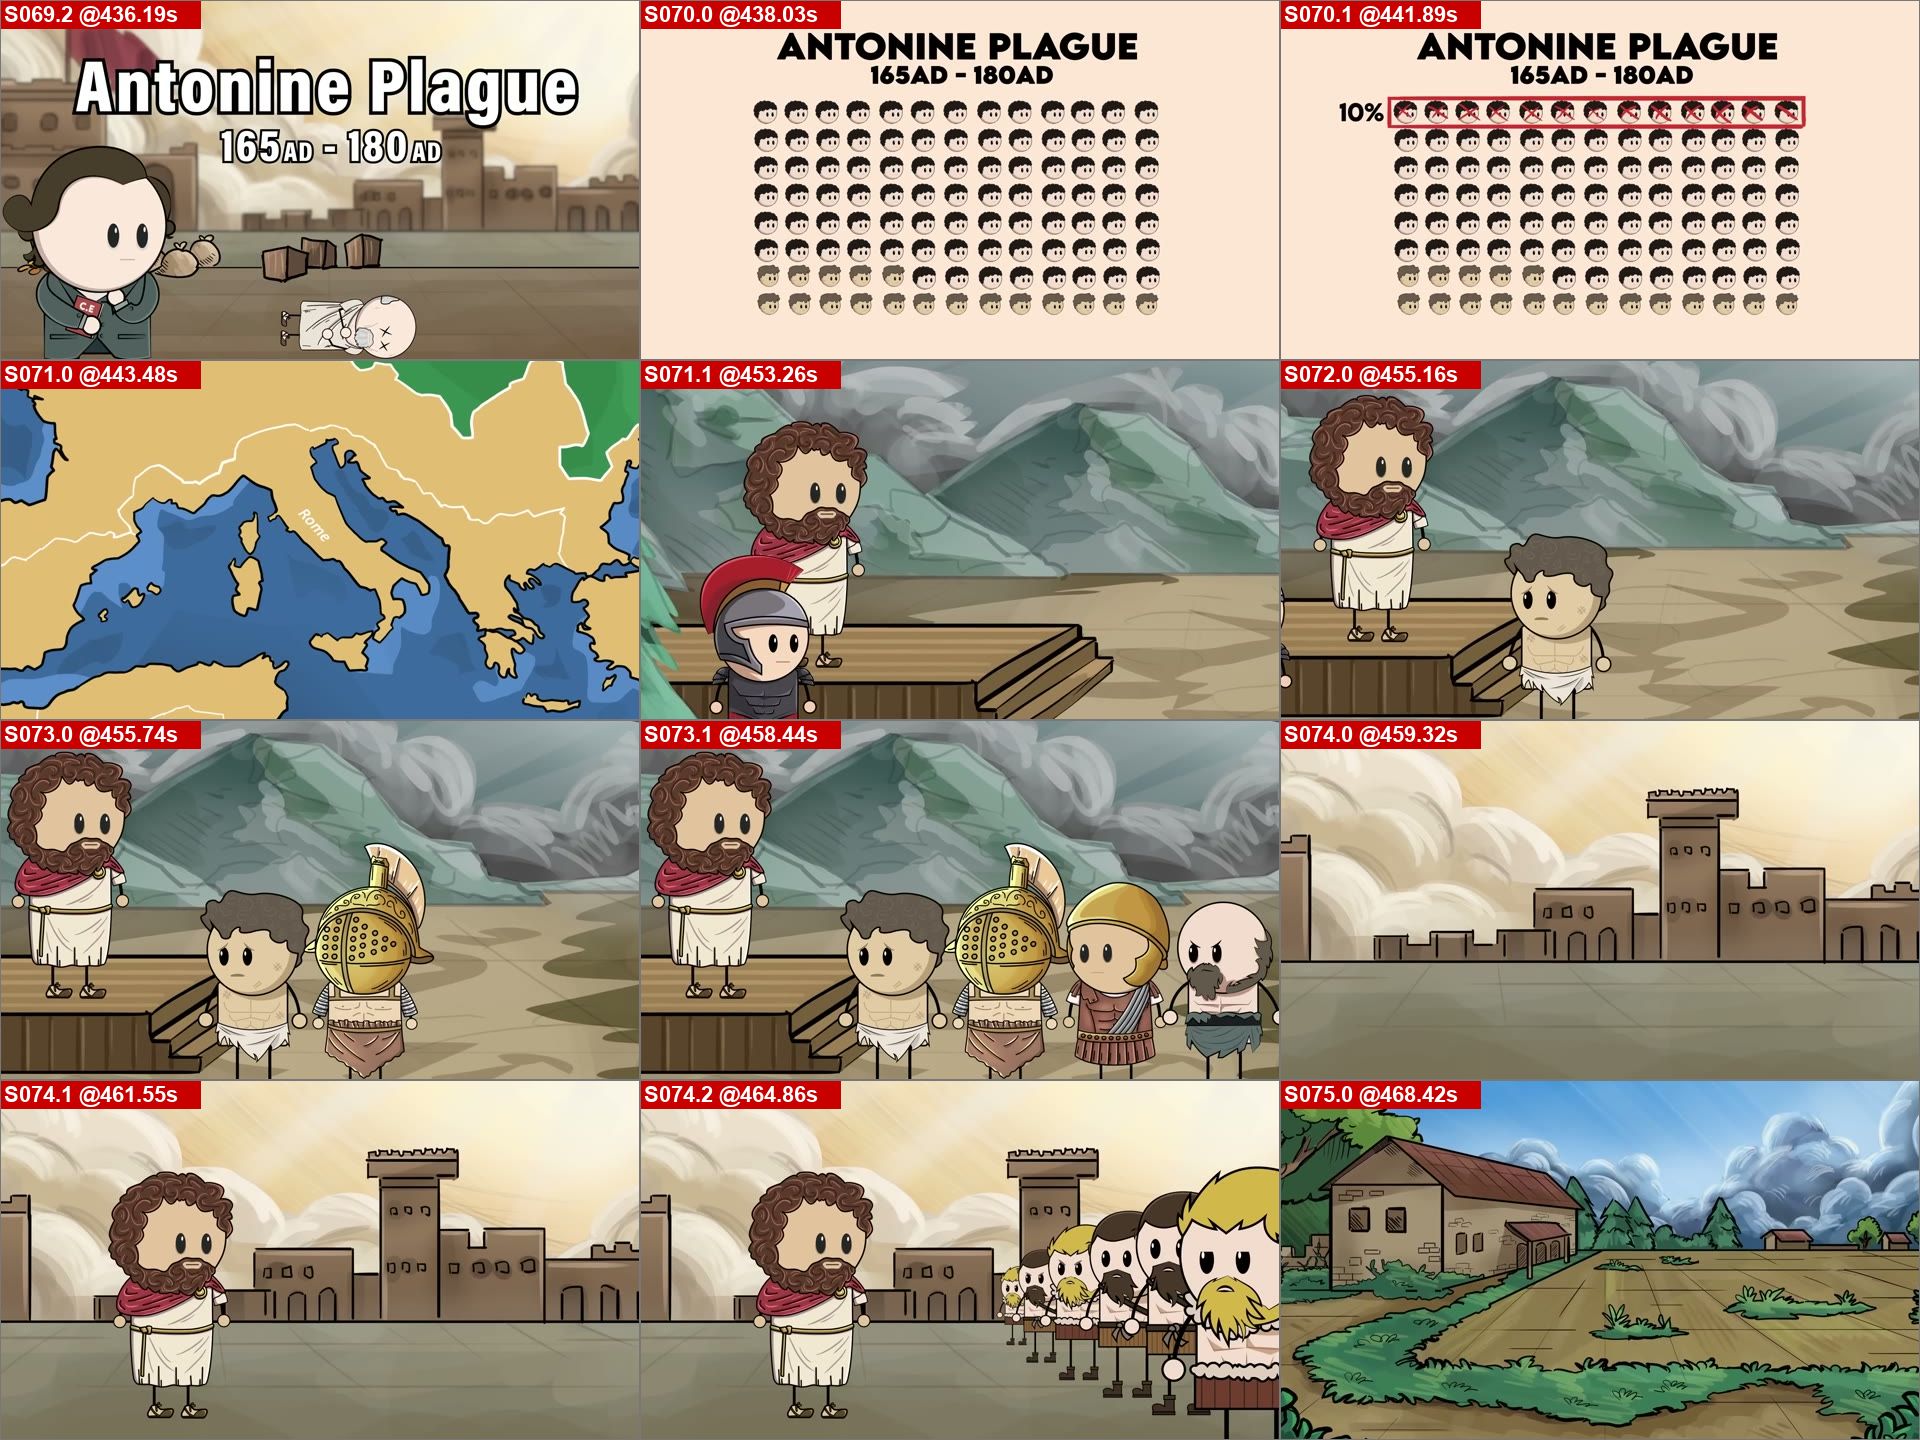 S069.2 @436.19s
Antonine Plague
165AD - 180AD
C.E
S070.0 @438.03s
ANTONINE PLAGUE
165AD - 180AD
S070.1 @441.89s
ANTONINE PLAGUE
165AD - 180AD
10%
S071.0 @443.48s
Rome
S071.1 @453.26s
S072.0 @455.16s
S073.0 @455.74s
S073.1 @458.44s
S074.0 @459.32s
S074.1 @461.55s
S074.2 @464.86s
S075.0 @468.42s